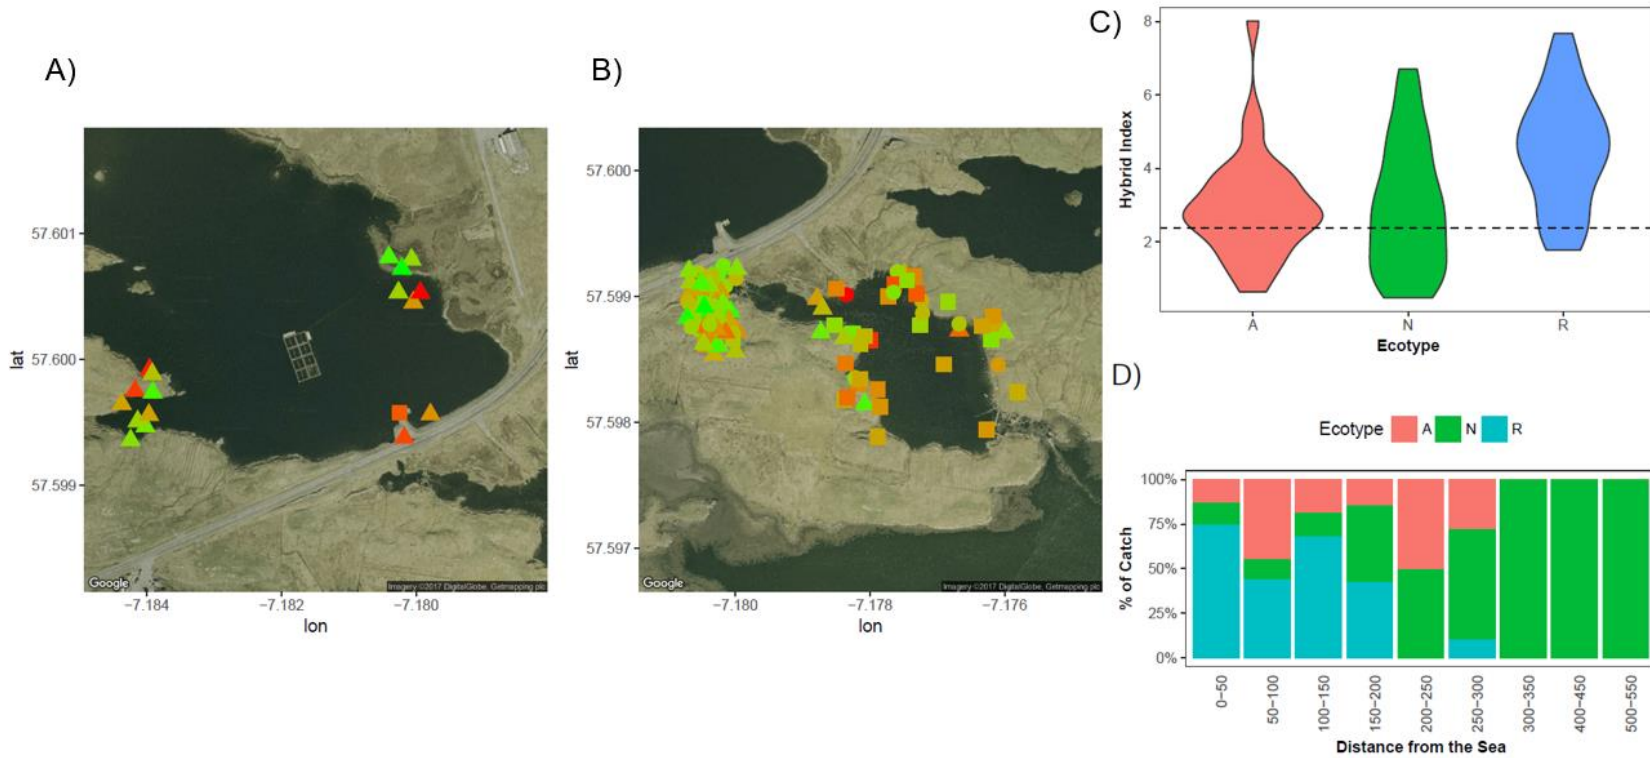 A)
57.601
57.600
57.599
lat
Google
Imagery ©2017 DigitalGlobe, Getmapping plc
−7.184
−7.182
−7.180
lon
B)
57.600
57.599
57.598
57.597
lat
Google
Imagery ©2017 DigitalGlobe, Getmapping plc
−7.180
−7.178
−7.176
lon
C)
8
6
4
2
Hybrid Index
A
N
R
Ecotype
D)
Ecotype A N R
100%
75%
50%
25%
0%
% of Catch
0−50
50−100
100−150
150−200
200−250
250−300
300−350
400−450
500−550
Distance from the Sea